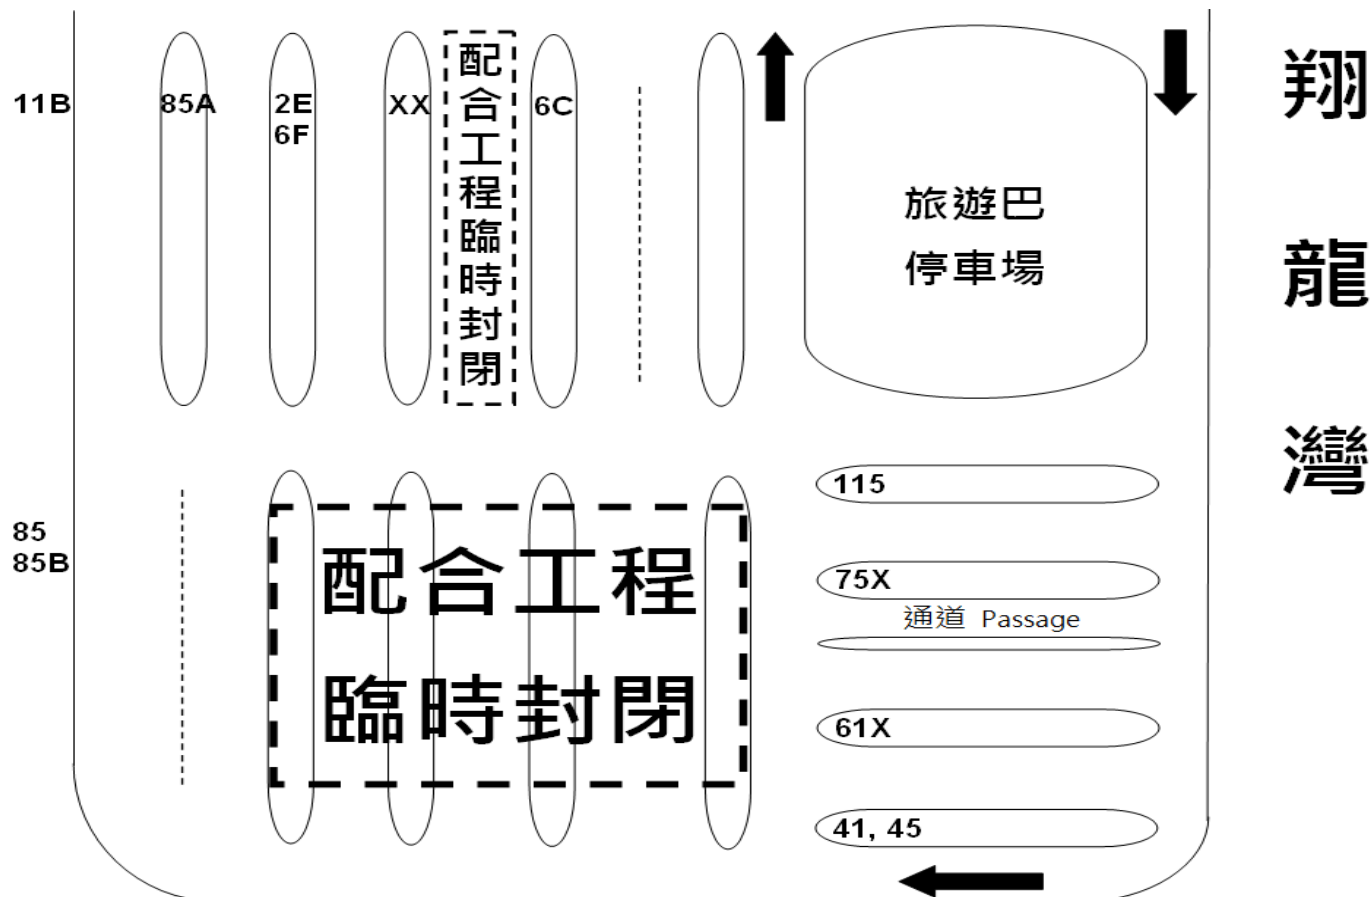 11B
85A
2E
6F
XX
配合工程臨時封閉
6C
旅遊巴
停車場
翔龍灣
85
85B
配合工程
臨時封閉
115
75X
通道 Passage
61X
41, 45